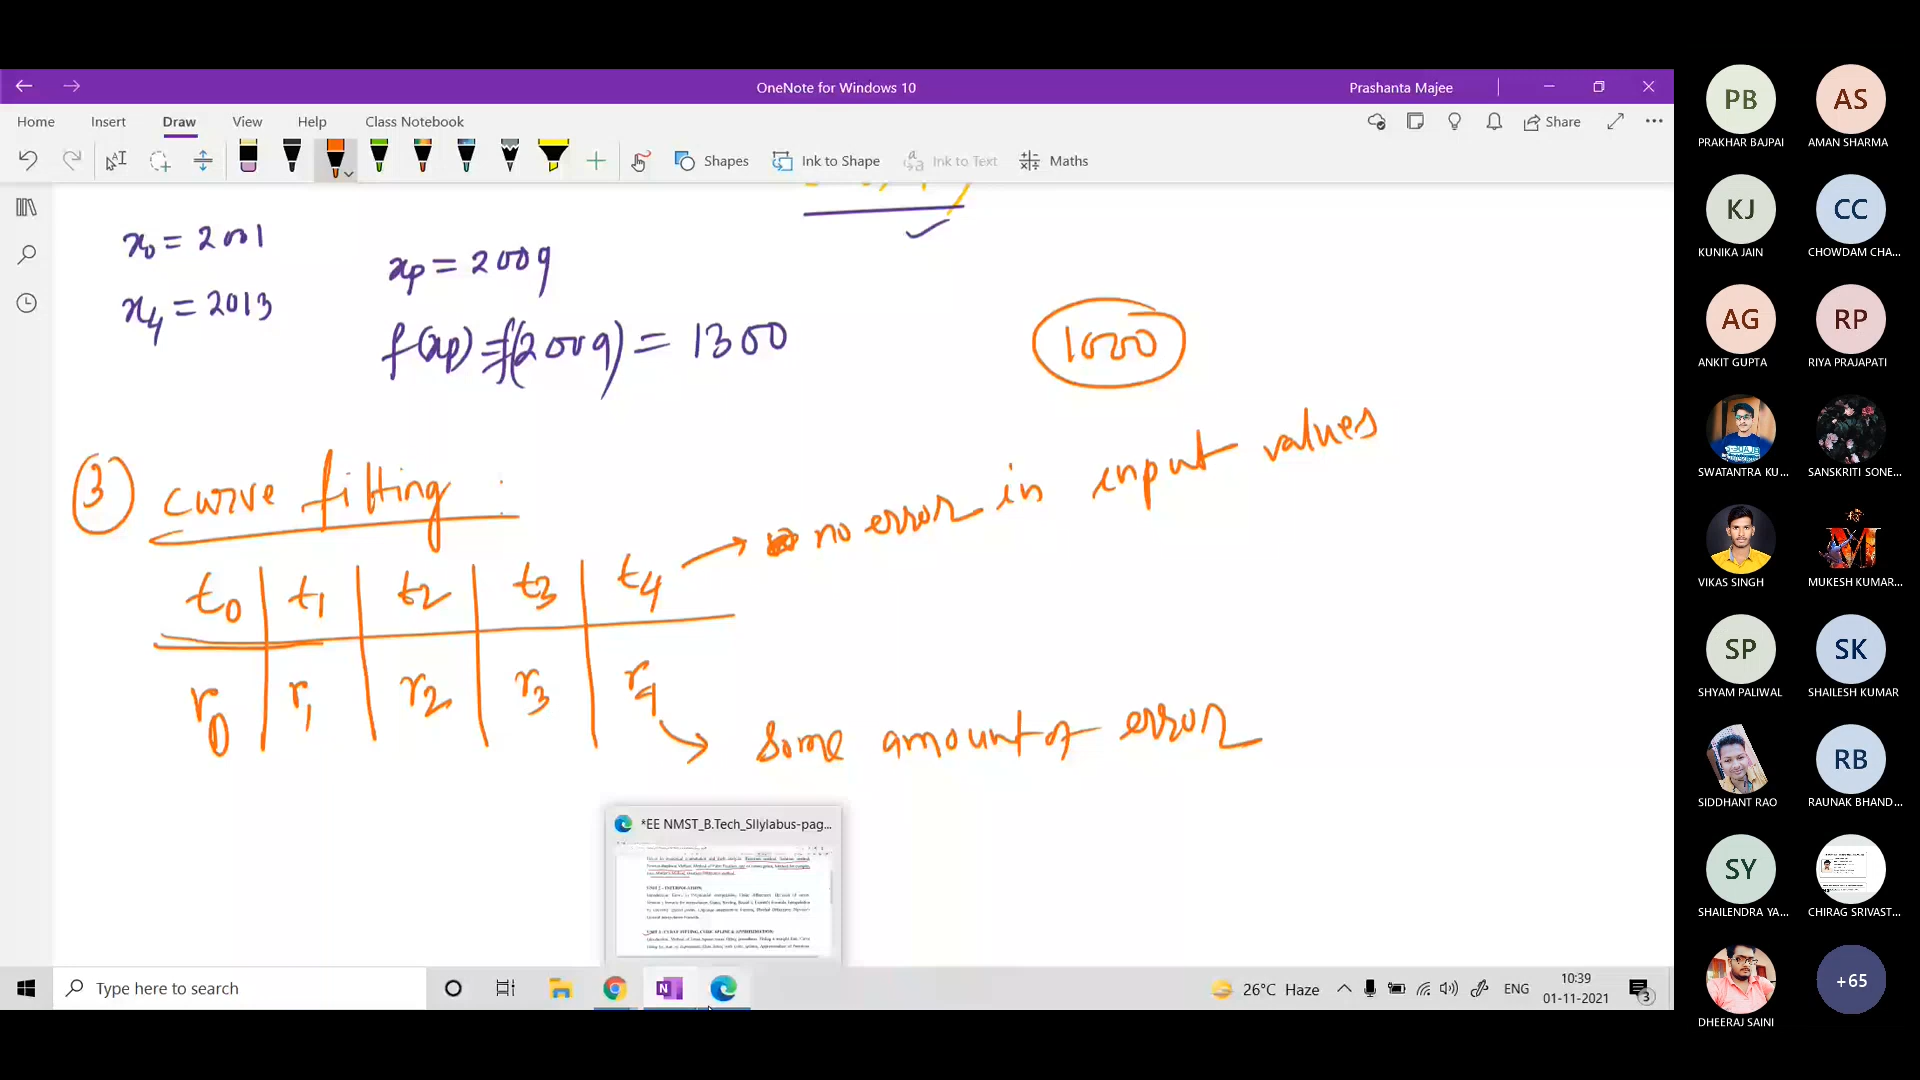 OneNote for Windows 10
Prashanta Majee
Home Insert Draw View Help Class Notebook
Share
Shapes Ink to Shape Ink to Text Maths
x0 = 2001
x4 = 2013
xp = 2009
f(xp) = f(2009) = 1300
1000
3 curve fitting :
t0 t1 t2 t3 t4
no error in input values
r0 r1 r2 r3 r4
Some amount of error
*EE NMST_B.Tech_Sllylabus-pag...
Type here to search
26°C Haze
ENG
10:39
01-11-2021
3
PB
PRAKHAR BAJPAI
AS
AMAN SHARMA
KJ
KUNIKA JAIN
CC
CHOWDAM CHA...
AG
ANKIT GUPTA
RP
RIYA PRAJAPATI
SWATANTRA KU...
SANSKRITI SONE...
VIKAS SINGH
MUKESH KUMAR...
SP
SHYAM PALIWAL
SK
SHAILESH KUMAR
SIDDHANT RAO
RB
RAUNAK BHAND...
SY
SHAILENDRA YA...
CHIRAG SRIVAST...
DHEERAJ SAINI
+65